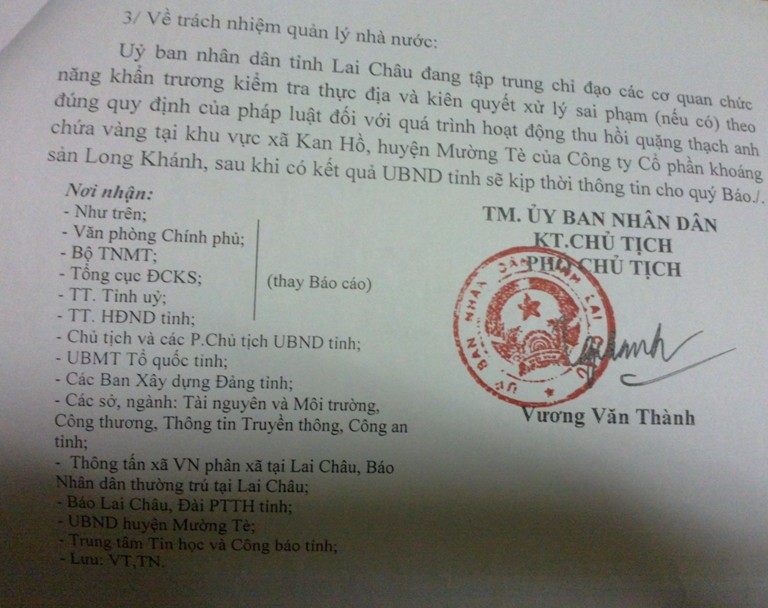 3/ Về trách nhiệm quản lý nhà nước:
Uỷ ban nhân dân tỉnh Lai Châu đang tập trung chỉ đạo các cơ quan chức
năng khẩn trương kiểm tra thực địa và kiên quyết xử lý sai phạm (nếu có) theo
đúng quy định của pháp luật đối với quá trình hoạt động thu hồi quặng thạch anh
chứa vàng tại khu vực xã Kan Hồ, huyện Mường Tè của Công ty Cổ phần khoáng
sản Long Khánh, sau khi có kết quả UBND tỉnh sẽ kịp thời thông tin cho quý Báo./.
Nơi nhận:
- Như trên;
- Văn phòng Chính phủ;
- Bộ TNMT;
- Tổng cục ĐCKS;
(thay Báo cáo)
- TT. Tỉnh uỷ;
- TT. HĐND tỉnh;
- Chủ tịch và các P.Chủ tịch UBND tỉnh;
- UBMT Tổ quốc tỉnh;
- Các Ban Xây dựng Đảng tỉnh;
- Các sở, ngành: Tài nguyên và Môi trường,
Công thương, Thông tin Truyền thông, Công an
tỉnh;
- Thông tấn xã VN phân xã tại Lai Châu, Báo
Nhân dân thường trú tại Lai Châu;
- Báo Lai Châu, Đài PTTH tỉnh;
- UBND huyện Mường Tè;
- Trung tâm Tin học và Công báo tỉnh;
- Lưu: VT,TN.
TM. ỦY BAN NHÂN DÂN
KT.CHỦ TỊCH
PHÓ CHỦ TỊCH
Vương Văn Thành